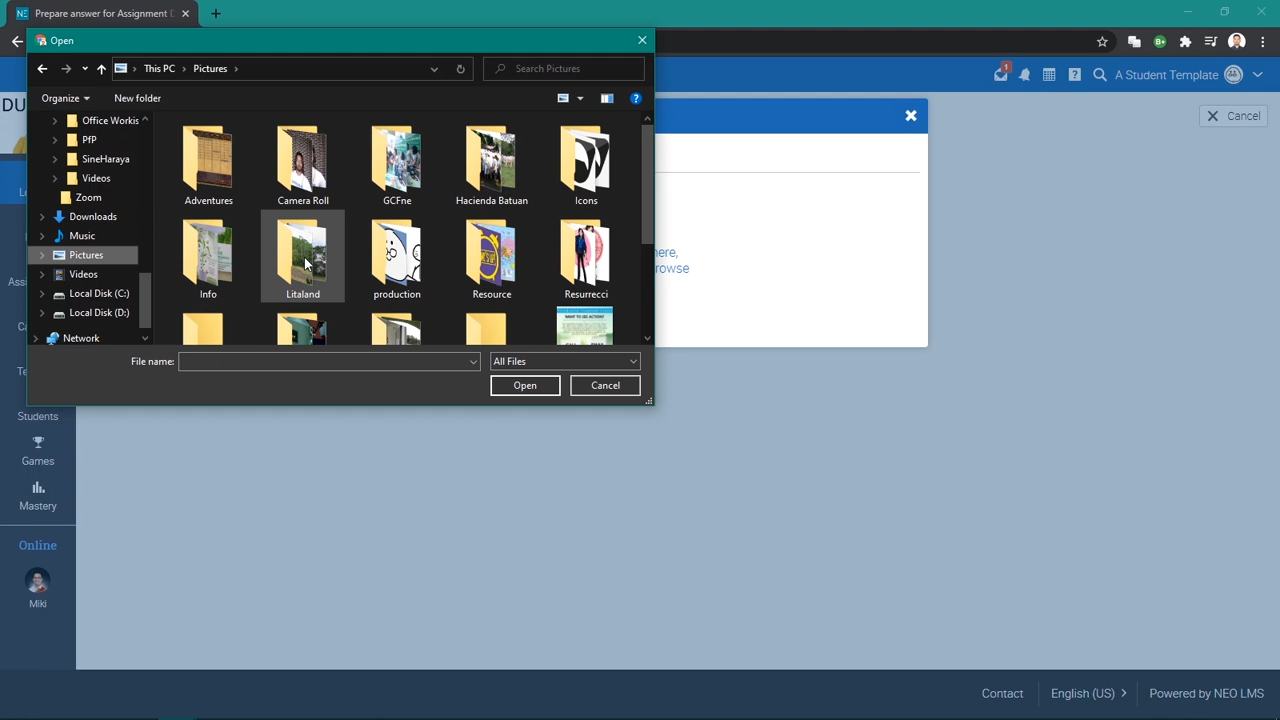 NE Prepare answer for Assignment
Open
This PC > Pictures >
Search Pictures
Organize
New folder
Office Workis
PfP
SineHaraya
Videos
Zoom
Downloads
Music
Pictures
Videos
Local Disk (C:)
Local Disk (D:)
Network
Adventures
Camera Roll
GCFne
Hacienda Batuan
Icons
Info
Litaland
production
Resource
Resurrecci
File name:
All Files
Open
Cancel
1
A Student Template
Cancel
DU
here,
rowse
Students
Games
Mastery
Online
Miki
Contact
English (US) >
Powered by NEO LMS